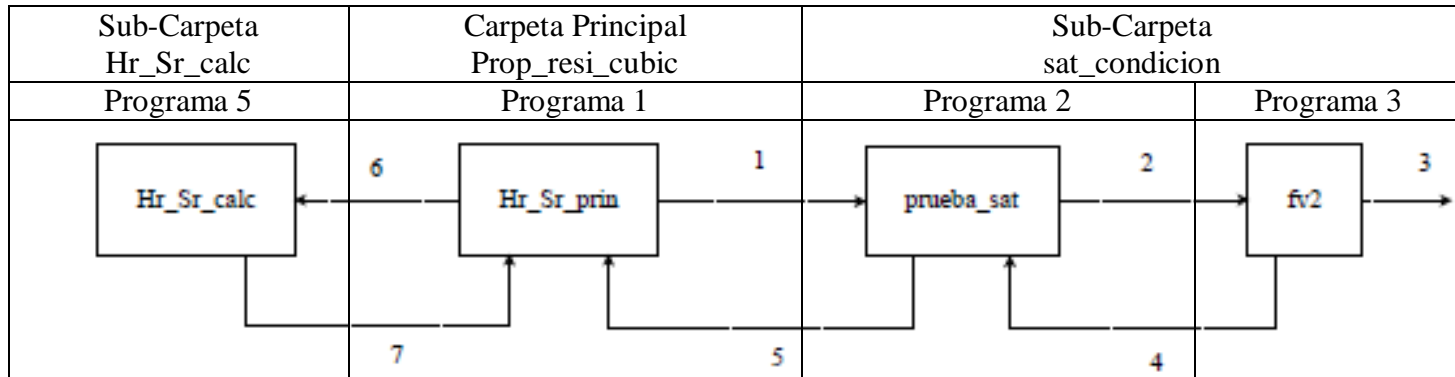 Sub-Carpeta
Hr_Sr_calc
Carpeta Principal
Prop_resi_cubic
Sub-Carpeta
sat_condicion
Programa 5
Programa 1
Programa 2
Programa 3
6
1
2
3
Hr_Sr_calc
Hr_Sr_prin
prueba_sat
fv2
7
5
4